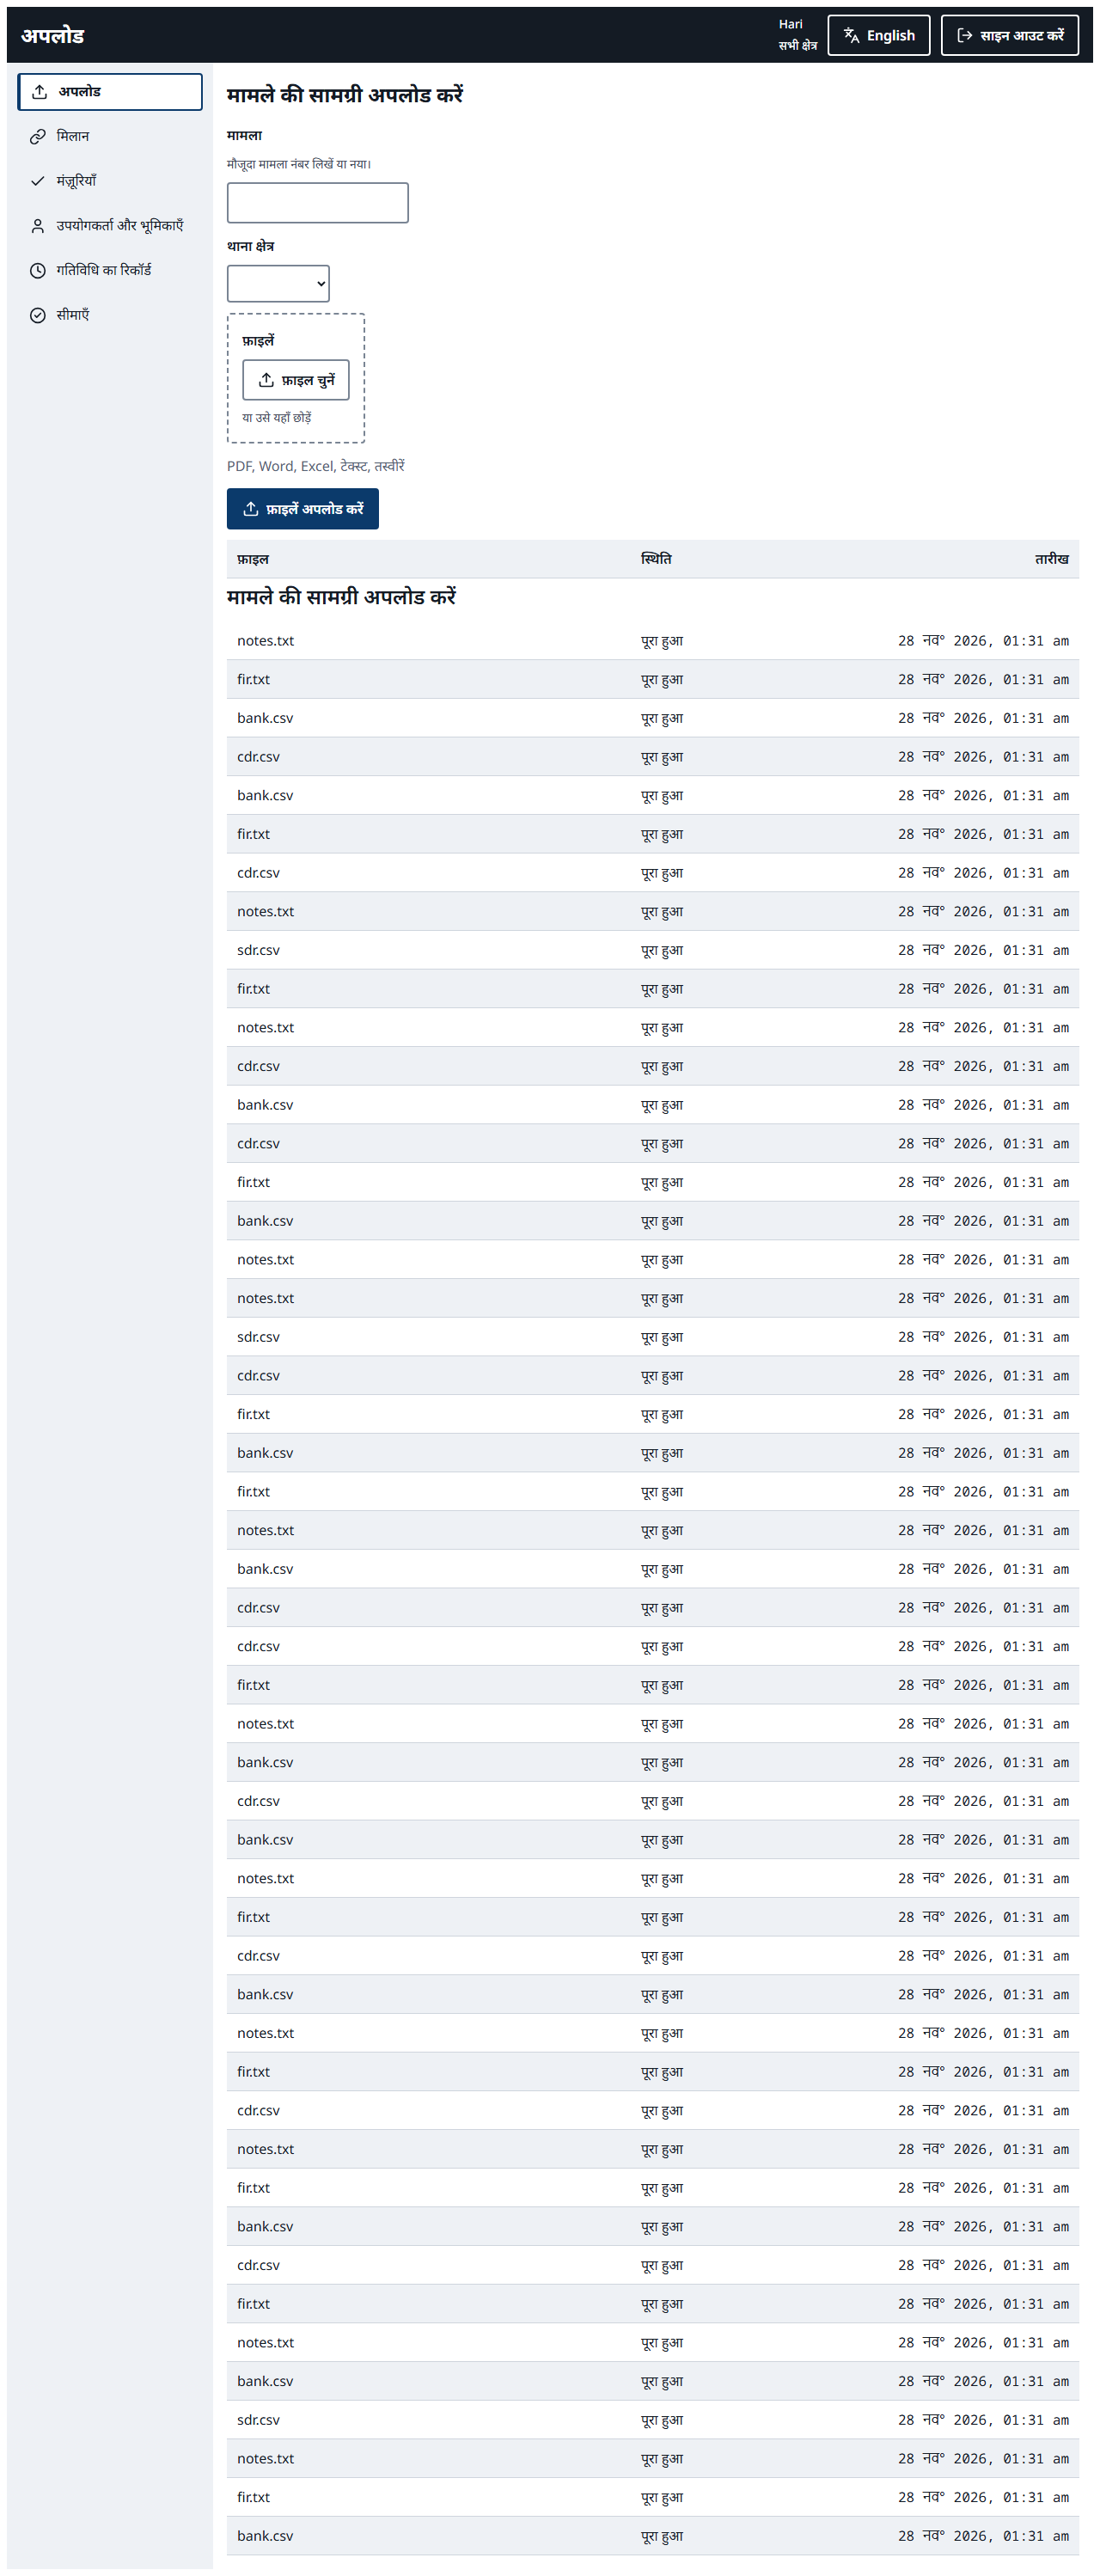 अपलोड
Hari
सभी क्षेत्र
English
साइन आउट करें
अपलोड
मिलान
मंज़ूरियाँ
उपयोगकर्ता और भूमिकाएँ
गतिविधि का रिकॉर्ड
सीमाएँ
मामले की सामग्री अपलोड करें
मामला
मौजूदा मामला नंबर लिखें या नया।
थाना क्षेत्र
फ़ाइलें
फ़ाइल चुनें
या उसे यहाँ छोड़ें
PDF, Word, Excel, टेक्स्ट, तस्वीरें
फ़ाइलें अपलोड करें
फ़ाइल स्थिति तारीख
मामले की सामग्री अपलोड करें
notes.txt पूरा हुआ 28 नव॰ 2026, 01:31 am
fir.txt पूरा हुआ 28 नव॰ 2026, 01:31 am
bank.csv पूरा हुआ 28 नव॰ 2026, 01:31 am
cdr.csv पूरा हुआ 28 नव॰ 2026, 01:31 am
bank.csv पूरा हुआ 28 नव॰ 2026, 01:31 am
fir.txt पूरा हुआ 28 नव॰ 2026, 01:31 am
cdr.csv पूरा हुआ 28 नव॰ 2026, 01:31 am
notes.txt पूरा हुआ 28 नव॰ 2026, 01:31 am
sdr.csv पूरा हुआ 28 नव॰ 2026, 01:31 am
fir.txt पूरा हुआ 28 नव॰ 2026, 01:31 am
notes.txt पूरा हुआ 28 नव॰ 2026, 01:31 am
cdr.csv पूरा हुआ 28 नव॰ 2026, 01:31 am
bank.csv पूरा हुआ 28 नव॰ 2026, 01:31 am
cdr.csv पूरा हुआ 28 नव॰ 2026, 01:31 am
fir.txt पूरा हुआ 28 नव॰ 2026, 01:31 am
bank.csv पूरा हुआ 28 नव॰ 2026, 01:31 am
notes.txt पूरा हुआ 28 नव॰ 2026, 01:31 am
notes.txt पूरा हुआ 28 नव॰ 2026, 01:31 am
sdr.csv पूरा हुआ 28 नव॰ 2026, 01:31 am
cdr.csv पूरा हुआ 28 नव॰ 2026, 01:31 am
fir.txt पूरा हुआ 28 नव॰ 2026, 01:31 am
bank.csv पूरा हुआ 28 नव॰ 2026, 01:31 am
fir.txt पूरा हुआ 28 नव॰ 2026, 01:31 am
notes.txt पूरा हुआ 28 नव॰ 2026, 01:31 am
bank.csv पूरा हुआ 28 नव॰ 2026, 01:31 am
cdr.csv पूरा हुआ 28 नव॰ 2026, 01:31 am
cdr.csv पूरा हुआ 28 नव॰ 2026, 01:31 am
fir.txt पूरा हुआ 28 नव॰ 2026, 01:31 am
notes.txt पूरा हुआ 28 नव॰ 2026, 01:31 am
bank.csv पूरा हुआ 28 नव॰ 2026, 01:31 am
cdr.csv पूरा हुआ 28 नव॰ 2026, 01:31 am
bank.csv पूरा हुआ 28 नव॰ 2026, 01:31 am
notes.txt पूरा हुआ 28 नव॰ 2026, 01:31 am
fir.txt पूरा हुआ 28 नव॰ 2026, 01:31 am
cdr.csv पूरा हुआ 28 नव॰ 2026, 01:31 am
bank.csv पूरा हुआ 28 नव॰ 2026, 01:31 am
notes.txt पूरा हुआ 28 नव॰ 2026, 01:31 am
fir.txt पूरा हुआ 28 नव॰ 2026, 01:31 am
cdr.csv पूरा हुआ 28 नव॰ 2026, 01:31 am
notes.txt पूरा हुआ 28 नव॰ 2026, 01:31 am
fir.txt पूरा हुआ 28 नव॰ 2026, 01:31 am
bank.csv पूरा हुआ 28 नव॰ 2026, 01:31 am
cdr.csv पूरा हुआ 28 नव॰ 2026, 01:31 am
fir.txt पूरा हुआ 28 नव॰ 2026, 01:31 am
notes.txt पूरा हुआ 28 नव॰ 2026, 01:31 am
bank.csv पूरा हुआ 28 नव॰ 2026, 01:31 am
sdr.csv पूरा हुआ 28 नव॰ 2026, 01:31 am
notes.txt पूरा हुआ 28 नव॰ 2026, 01:31 am
fir.txt पूरा हुआ 28 नव॰ 2026, 01:31 am
bank.csv पूरा हुआ 28 नव॰ 2026, 01:31 am